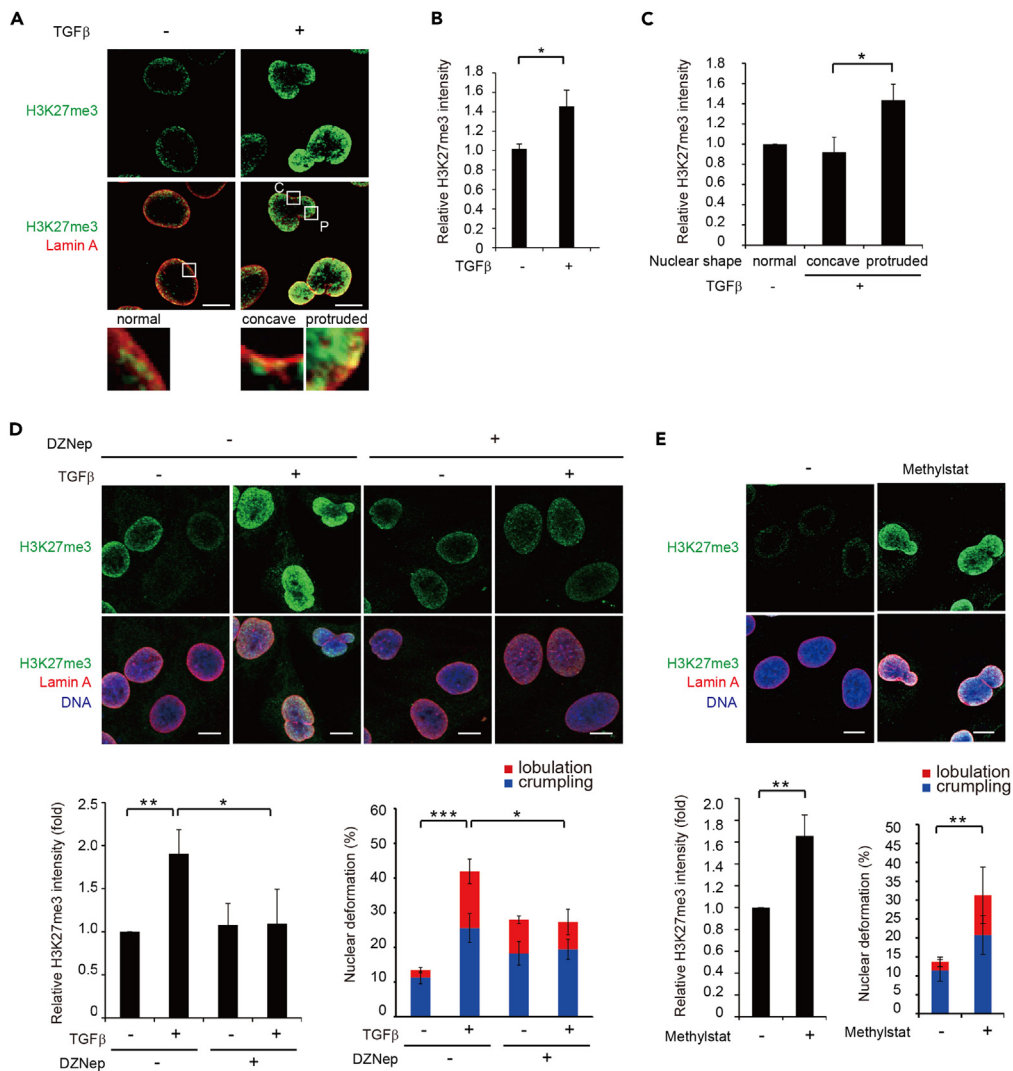 A
TGFβ - +
H3K27me3
H3K27me3
Lamin A
C
P
normal concave protruded
B
Relative H3K27me3 intensity
1.8
1.6
1.4
1.2
1
0.8
0.6
0.4
0.2
0
*
TGFβ - +
C
Relative H3K27me3 intensity
1.8
1.6
1.4
1.2
1.0
0.8
0.6
0.4
0.2
0
*
Nuclear shape normal concave protruded
TGFβ - +
D
DZNep - +
TGFβ - + - +
H3K27me3
H3K27me3
Lamin A
DNA
Relative H3K27me3 intensity (fold)
2.5
2.0
1.5
1.0
0.5
0
** *
TGFβ - + - +
DZNep - +
lobulation
crumpling
Nuclear deformation (%)
60
50
40
30
20
10
0
*** *
TGFβ - + - +
DZNep - +
E
- Methylstat
H3K27me3
H3K27me3
Lamin A
DNA
Relative H3K27me3 intensity (fold)
2.0
1.8
1.6
1.4
1.2
1.0
0.8
0.6
0.4
0.2
0
**
Methylstat - +
lobulation
crumpling
Nuclear deformation (%)
50
45
40
35
30
25
20
15
10
5
0
**
Methylstat - +